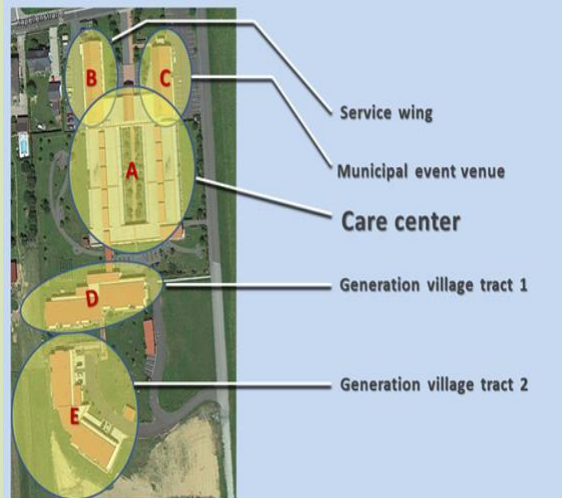 B
C
A
D
E
Service wing
Municipal event venue
Care center
Generation village tract 1
Generation village tract 2